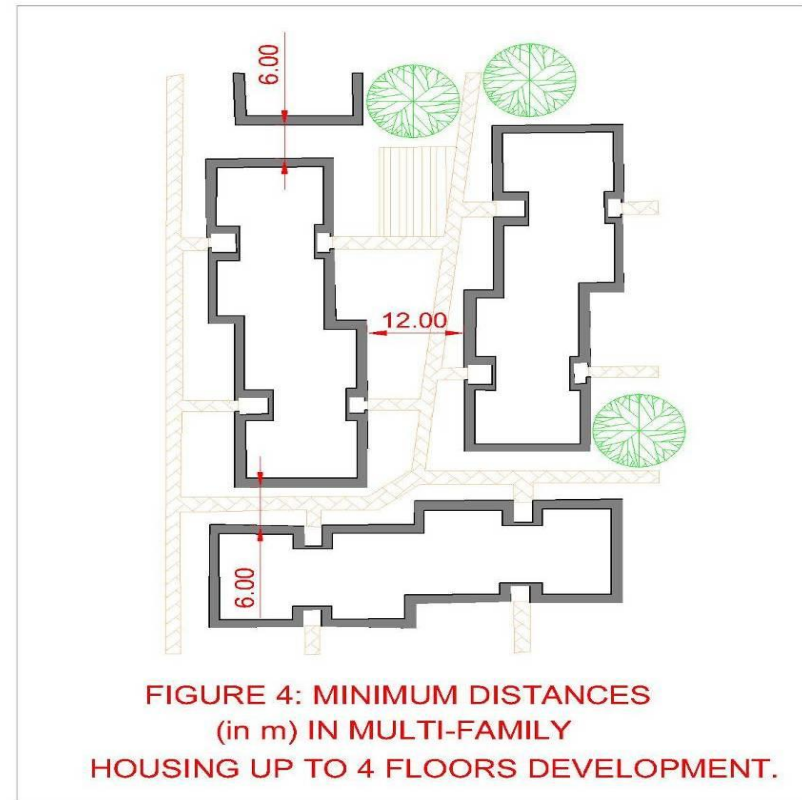 6.00
12.00
6.00
FIGURE 4: MINIMUM DISTANCES
(in m) IN MULTI-FAMILY
HOUSING UP TO 4 FLOORS DEVELOPMENT.